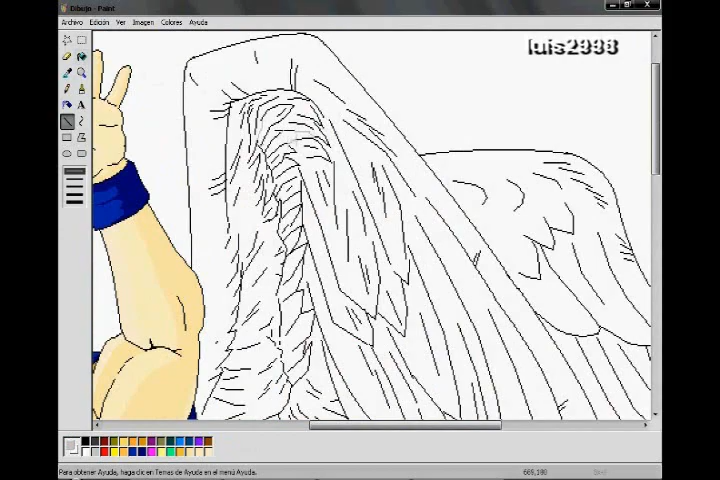 Dibujo - Paint
Archivo Edición Ver Imagen Colores Ayuda
luis2998
A
Para obtener Ayuda, haga clic en Temas de Ayuda en el menú Ayuda.